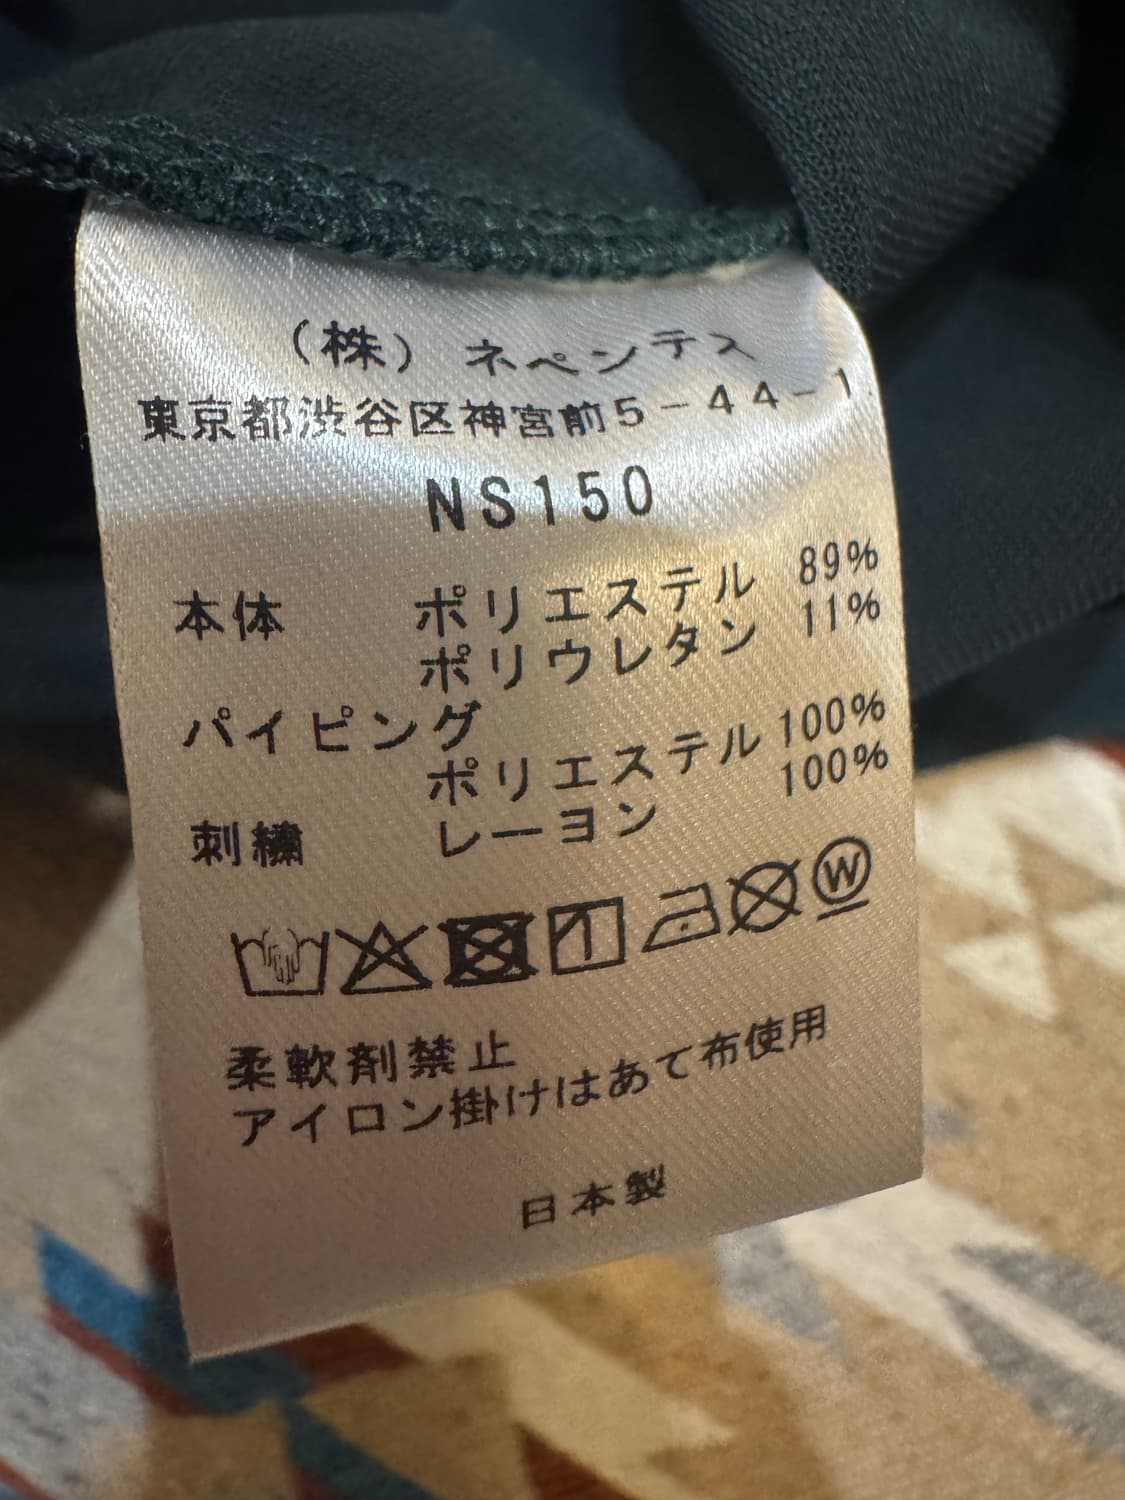 (株) ネペンテス
東京都渋谷区神宮前5-44-1
NS150
本体 ポリエステル 89%
ポリウレタン 11%
パイピング
ポリエステル 100%
刺繍 レーヨン 100%
W
柔軟剤禁止
アイロン掛けはあて布使用
日本製